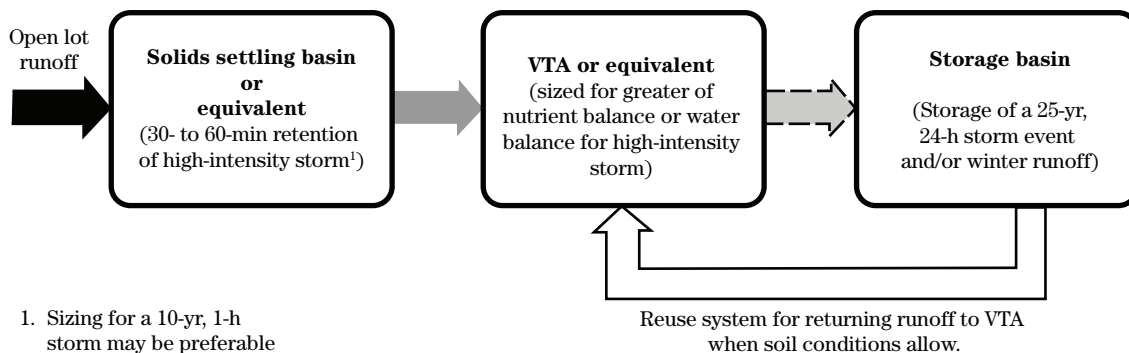 Open lot
runoff
Solids settling basin
or
equivalent
(30- to 60-min retention
of high-intensity storm¹)
VTA or equivalent
(sized for greater of
nutrient balance or water
balance for high-intensity
storm)
Storage basin
(Storage of a 25-yr,
24-h storm event
and/or winter runoff)
1. Sizing for a 10-yr, 1-h
storm may be preferable
Reuse system for returning runoff to VTA
when soil conditions allow.